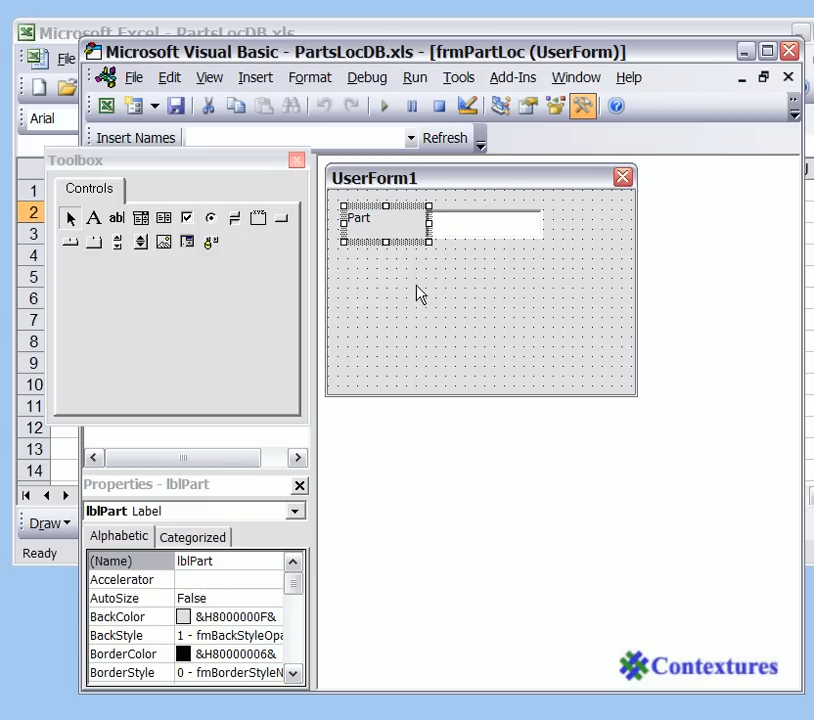 Microsoft Excel - PartsLocDB.xls
File
Arial
Microsoft Visual Basic - PartsLocDB.xls - [frmPartLoc (UserForm)]
File Edit View Insert Format Debug Run Tools Add-Ins Window Help
Insert Names Refresh
Toolbox
Controls
UserForm1
Part
1
2
3
4
5
6
7
8
9
10
11
12
13
14
Draw
Ready
Properties - lblPart
lblPart Label
Alphabetic Categorized
(Name) lblPart
Accelerator
AutoSize False
BackColor &H8000000F&
BackStyle 1 - fmBackStyleOpa
BorderColor &H80000006&
BorderStyle 0 - fmBorderStyleN
Contextures